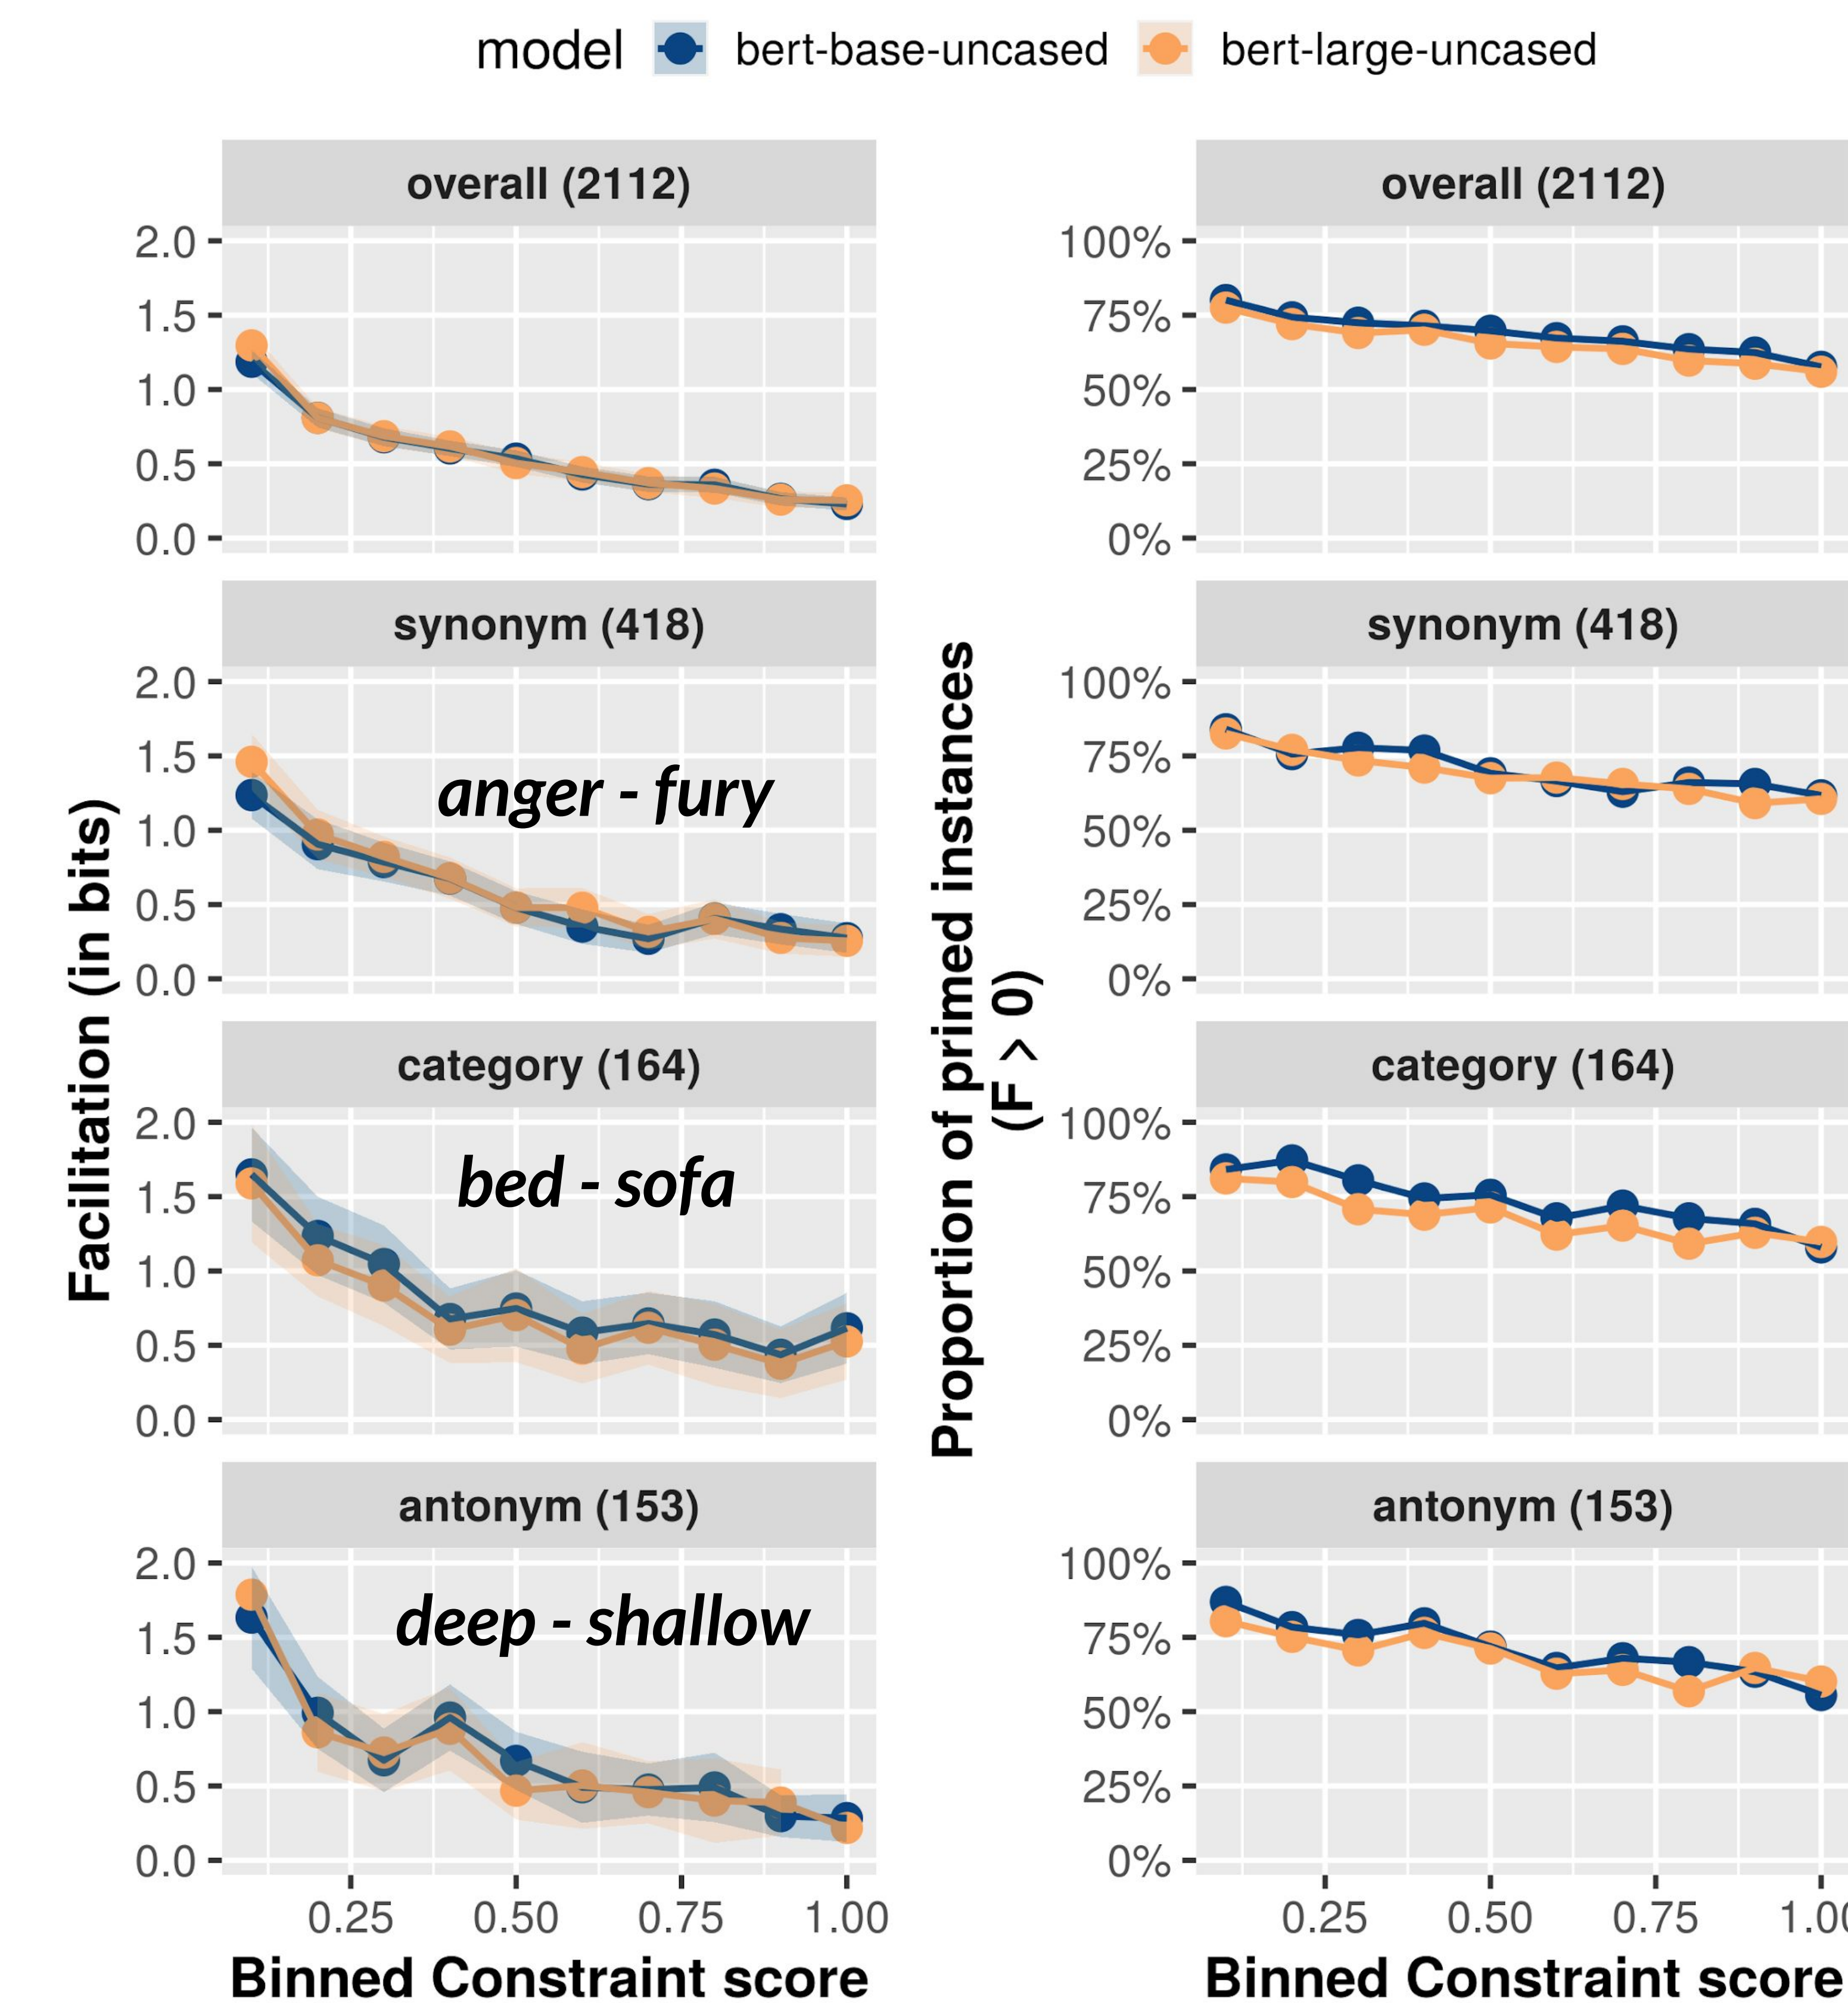 model bert-base-uncased bert-large-uncased
overall (2112)
2.0
1.5
1.0
0.5
0.0
synonym (418)
2.0
1.5
1.0
0.5
0.0
anger - fury
category (164)
2.0
1.5
1.0
0.5
0.0
bed - sofa
antonym (153)
2.0
1.5
1.0
0.5
0.0
deep - shallow
0.25 0.50 0.75 1.00
Facilitation (in bits)
Binned Constraint score
overall (2112)
100%
75%
50%
25%
0%
synonym (418)
100%
75%
50%
25%
0%
category (164)
100%
75%
50%
25%
0%
antonym (153)
100%
75%
50%
25%
0%
0.25 0.50 0.75 1.00
Proportion of primed instances
(F > 0)
Binned Constraint score